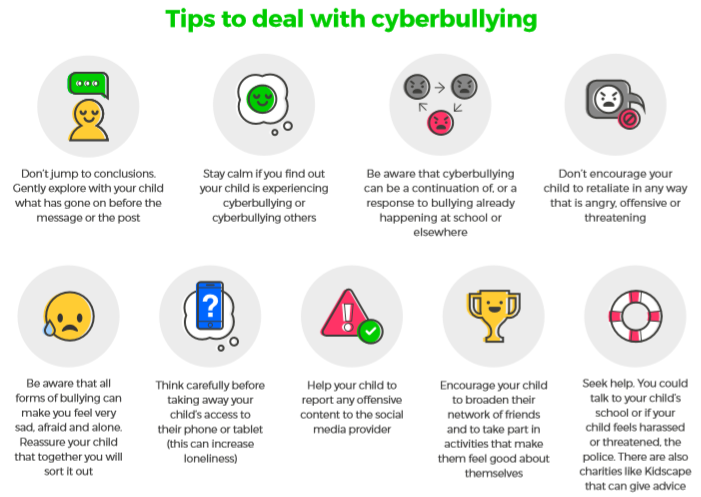 Tips to deal with cyberbullying
Don't jump to conclusions.
Gently explore with your child
what has gone on before the
message or the post
Stay calm if you find out
your child is experiencing
cyberbullying or
cyberbullying others
Be aware that cyberbullying
can be a continuation of, or a
response to bullying already
happening at school or
elsewhere
Don't encourage your
child to retaliate in any way
that is angry, offensive or
threatening
?
!
Be aware that all
forms of bullying can
make you feel very
sad, afraid and alone.
Reassure your child
that together you will
sort it out
Think carefully before
taking away your
child's access to
their phone or tablet
(this can increase
loneliness)
Help your child to
report any offensive
content to the social
media provider
Encourage your child
to broaden their
network of friends
and to take part in
activities that make
them feel good about
themselves
Seek help. You could
talk to your child's
school or if your
child feels harassed
or threatened, the
police. There are also
charities like Kidscape
that can give advice